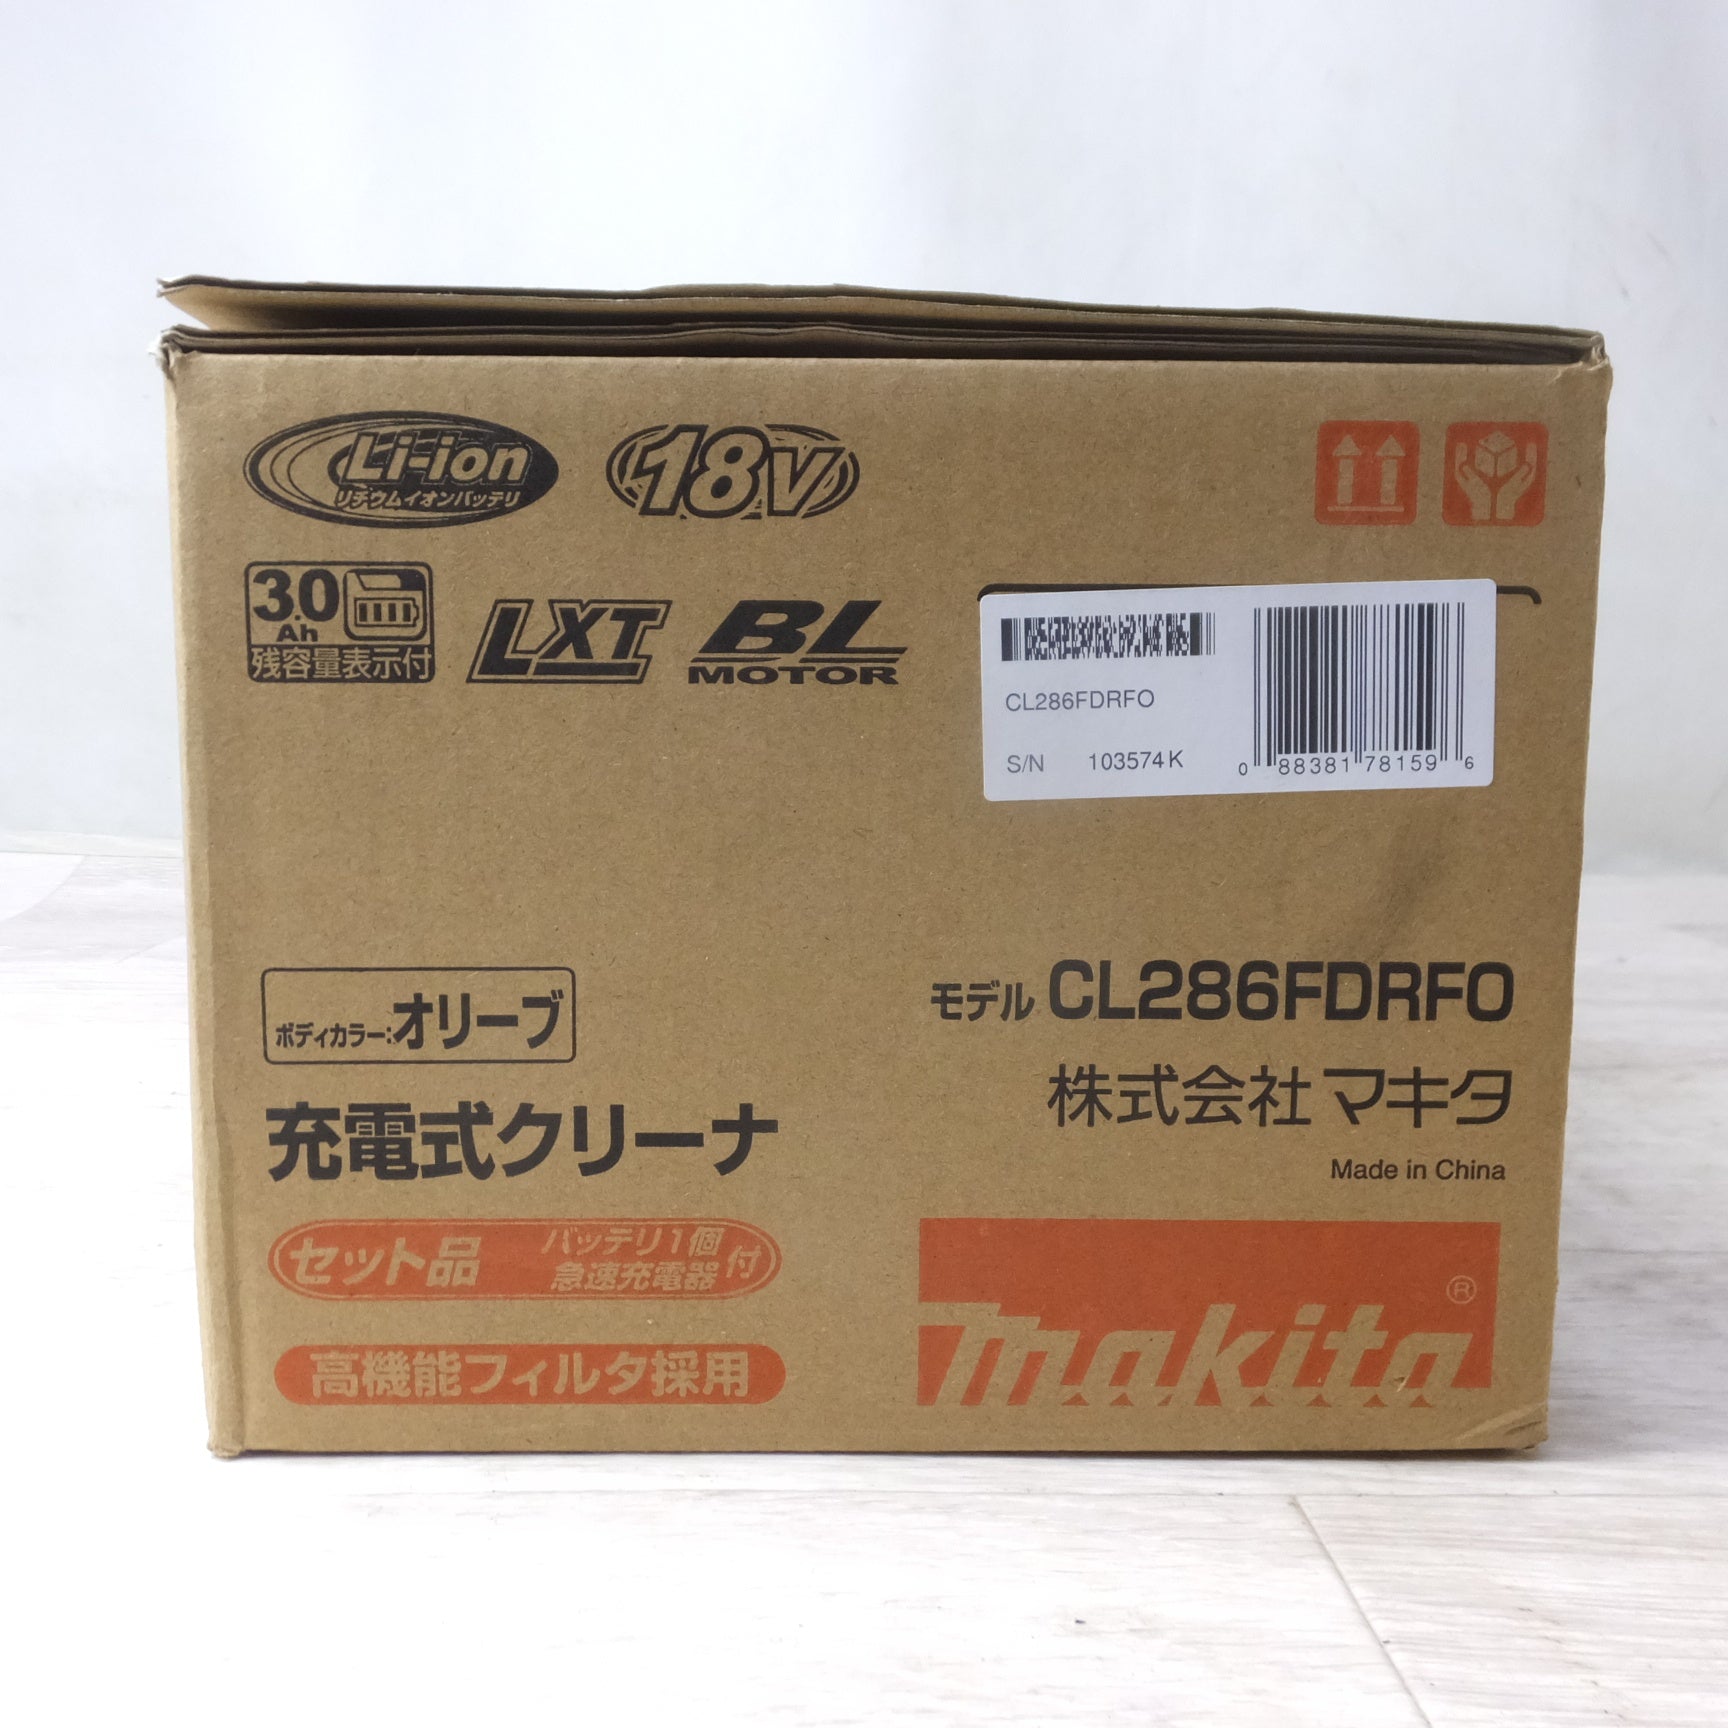 Li-ion
リチウムイオンバッテリ
18V
3.0
Ah
残容量表示付
LXT
BL
MOTOR
CL286FDRFO
S/N 103574K
0 88381 78159 6
ボディカラー:オリーブ
モデル CL286FDRFO
株式会社マキタ
充電式クリーナ
Made in China
セット品 バッテリ1個 急速充電器 付
高機能フィルタ採用
makita®